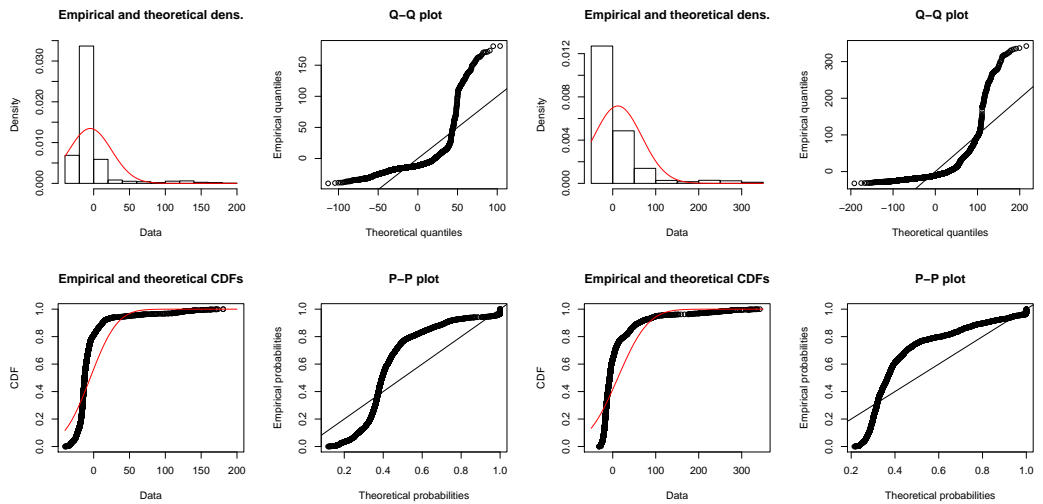 Empirical and theoretical dens.
Density
0.000 0.010 0.020 0.030
0 50 100 150 200
Data
Q−Q plot
Empirical quantiles
0 50 100 150
−100 −50 0 50 100
Theoretical quantiles
Empirical and theoretical dens.
Density
0.000 0.004 0.008 0.012
0 100 200 300
Data
Q−Q plot
Empirical quantiles
0 100 200 300
−200 −100 0 100 200
Theoretical quantiles
Empirical and theoretical CDFs
CDF
0.0 0.2 0.4 0.6 0.8 1.0
0 50 100 150 200
Data
P−P plot
Empirical probabilities
0.0 0.2 0.4 0.6 0.8 1.0
0.2 0.4 0.6 0.8 1.0
Theoretical probabilities
Empirical and theoretical CDFs
CDF
0.0 0.2 0.4 0.6 0.8 1.0
0 100 200 300
Data
P−P plot
Empirical probabilities
0.0 0.2 0.4 0.6 0.8 1.0
0.2 0.4 0.6 0.8 1.0
Theoretical probabilities